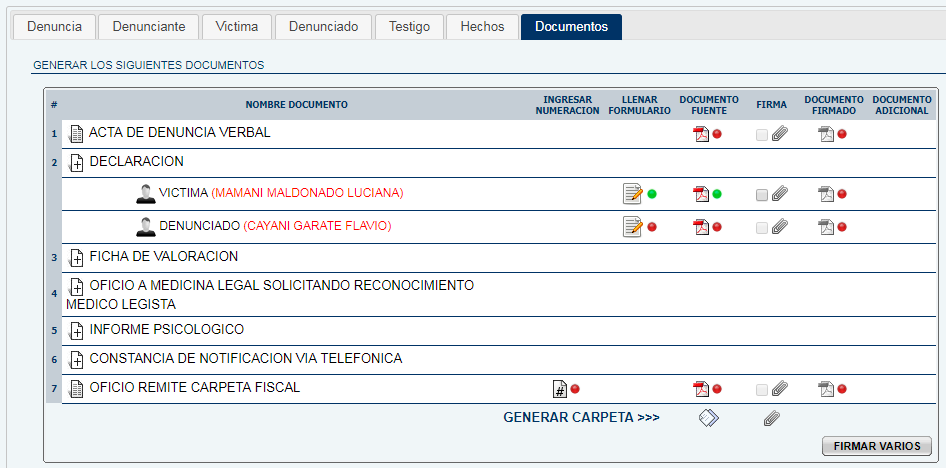 Denuncia Denunciante Victima Denunciado Testigo Hechos Documentos
GENERAR LOS SIGUIENTES DOCUMENTOS
# NOMBRE DOCUMENTO INGRESAR NUMERACION LLENAR FORMULARIO DOCUMENTO FUENTE FIRMA DOCUMENTO FIRMADO DOCUMENTO ADICIONAL
1 ACTA DE DENUNCIA VERBAL
2 DECLARACION
VICTIMA (MAMANI MALDONADO LUCIANA)
DENUNCIADO (CAYANI GARATE FLAVIO)
3 FICHA DE VALORACION
4 OFICIO A MEDICINA LEGAL SOLICITANDO RECONOCIMIENTO
MEDICO LEGISTA
5 INFORME PSICOLOGICO
6 CONSTANCIA DE NOTIFICACION VIA TELEFONICA
7 OFICIO REMITE CARPETA FISCAL #
GENERAR CARPETA >>>
FIRMAR VARIOS